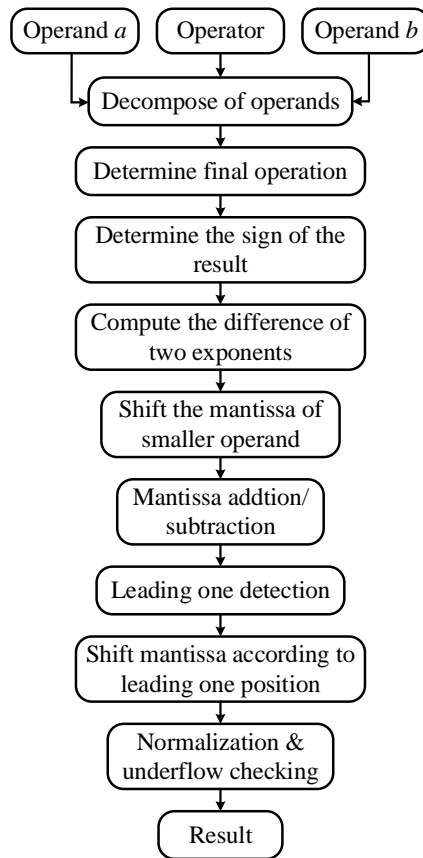 Operand a
Operator
Operand b
Decompose of operands
Determine final operation
Determine the sign of the
result
Compute the difference of
two exponents
Shift the mantissa of
smaller operand
Mantissa addtion/
subtraction
Leading one detection
Shift mantissa according to
leading one position
Normalization &
underflow checking
Result